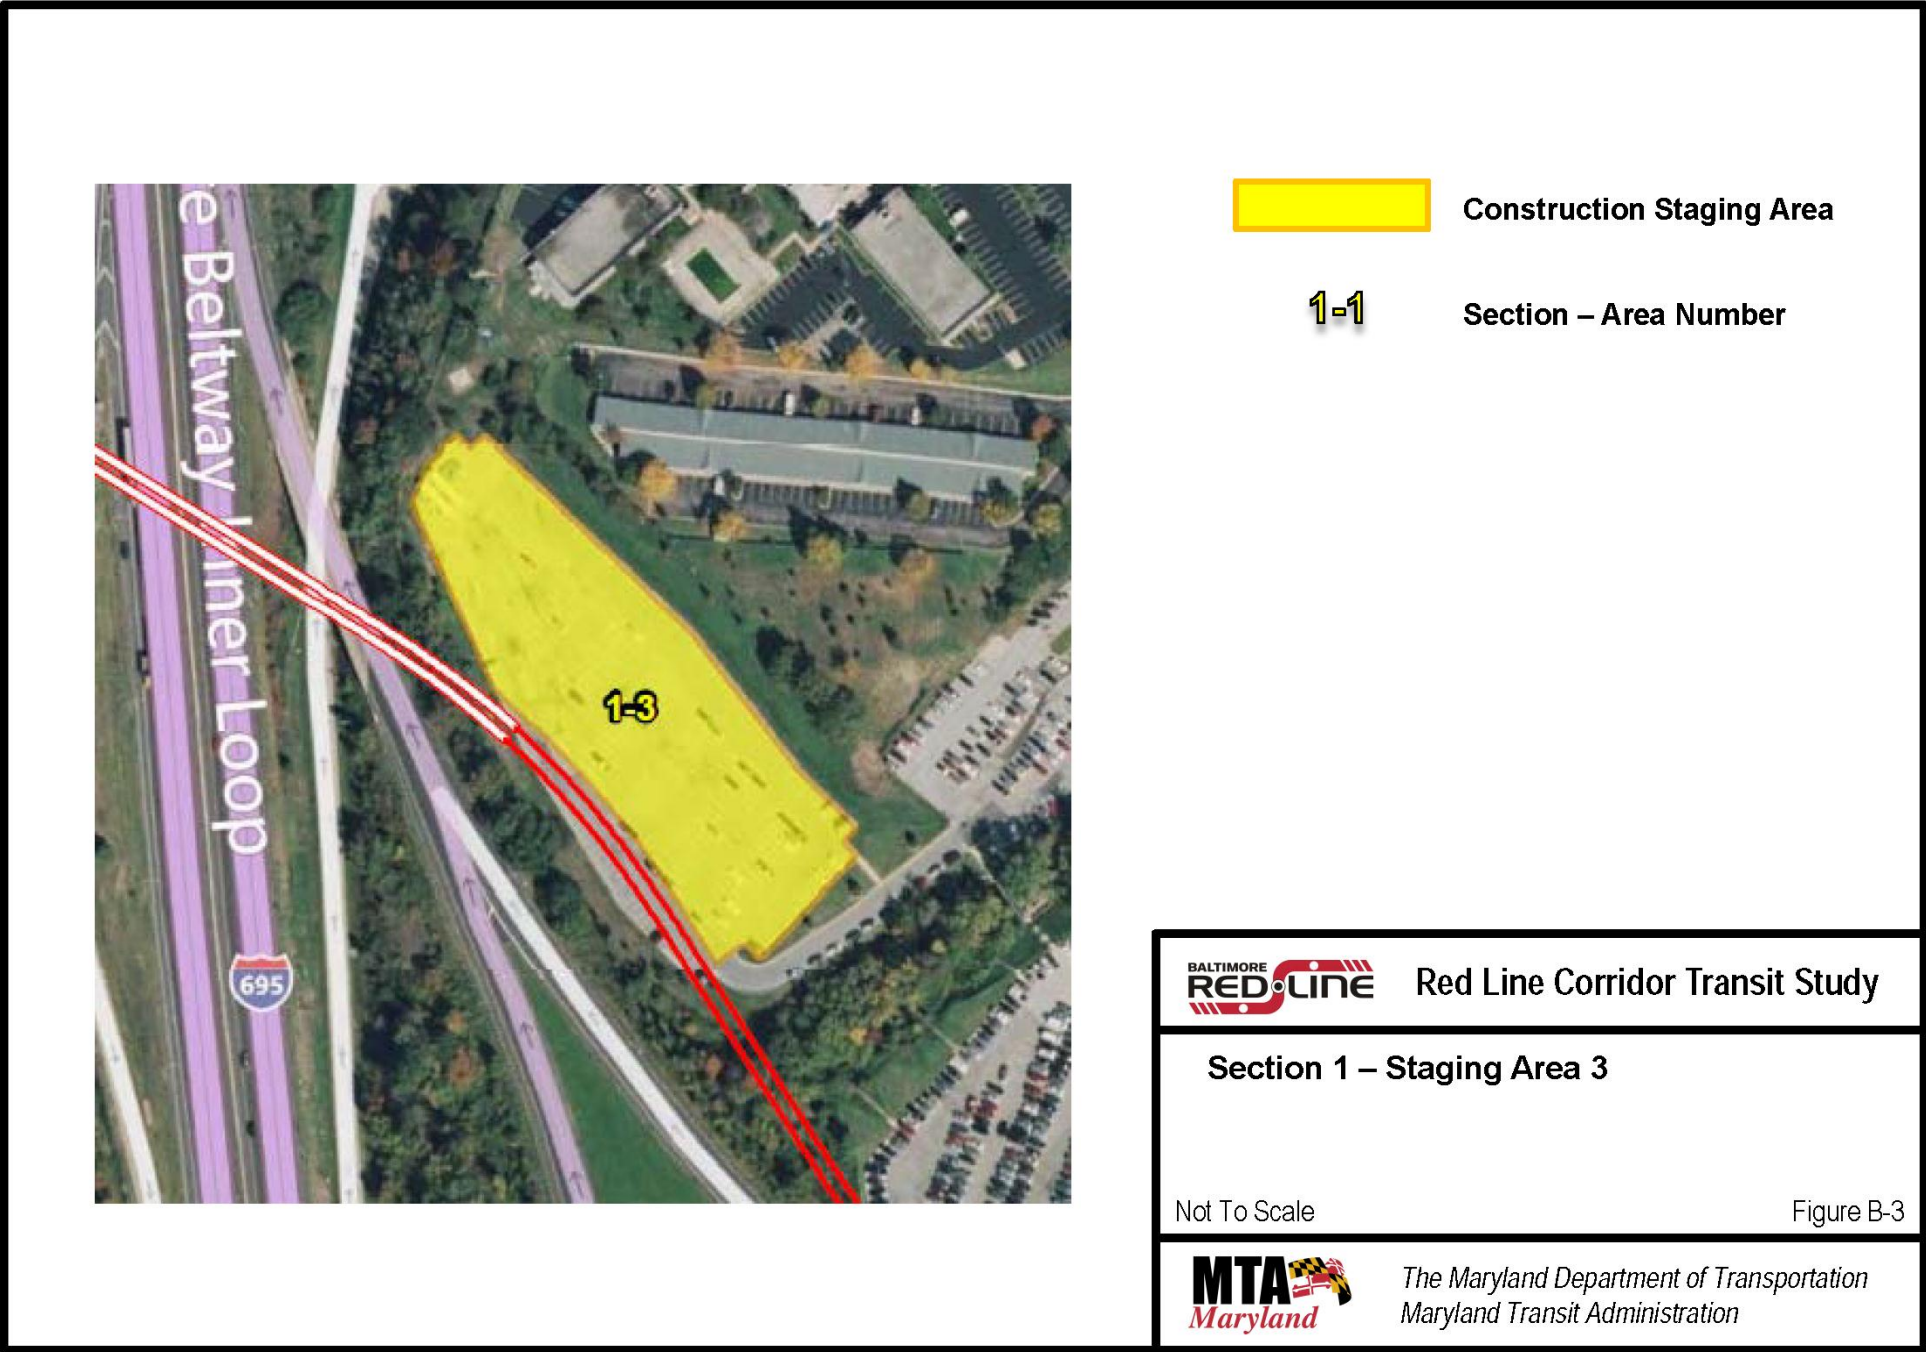 e Beltway Inner Loop
695
1-3
Construction Staging Area
1-1
Section – Area Number
BALTIMORE
RED LINE
Red Line Corridor Transit Study
Section 1 – Staging Area 3
Not To Scale
Figure B-3
MTA
Maryland
The Maryland Department of Transportation
Maryland Transit Administration